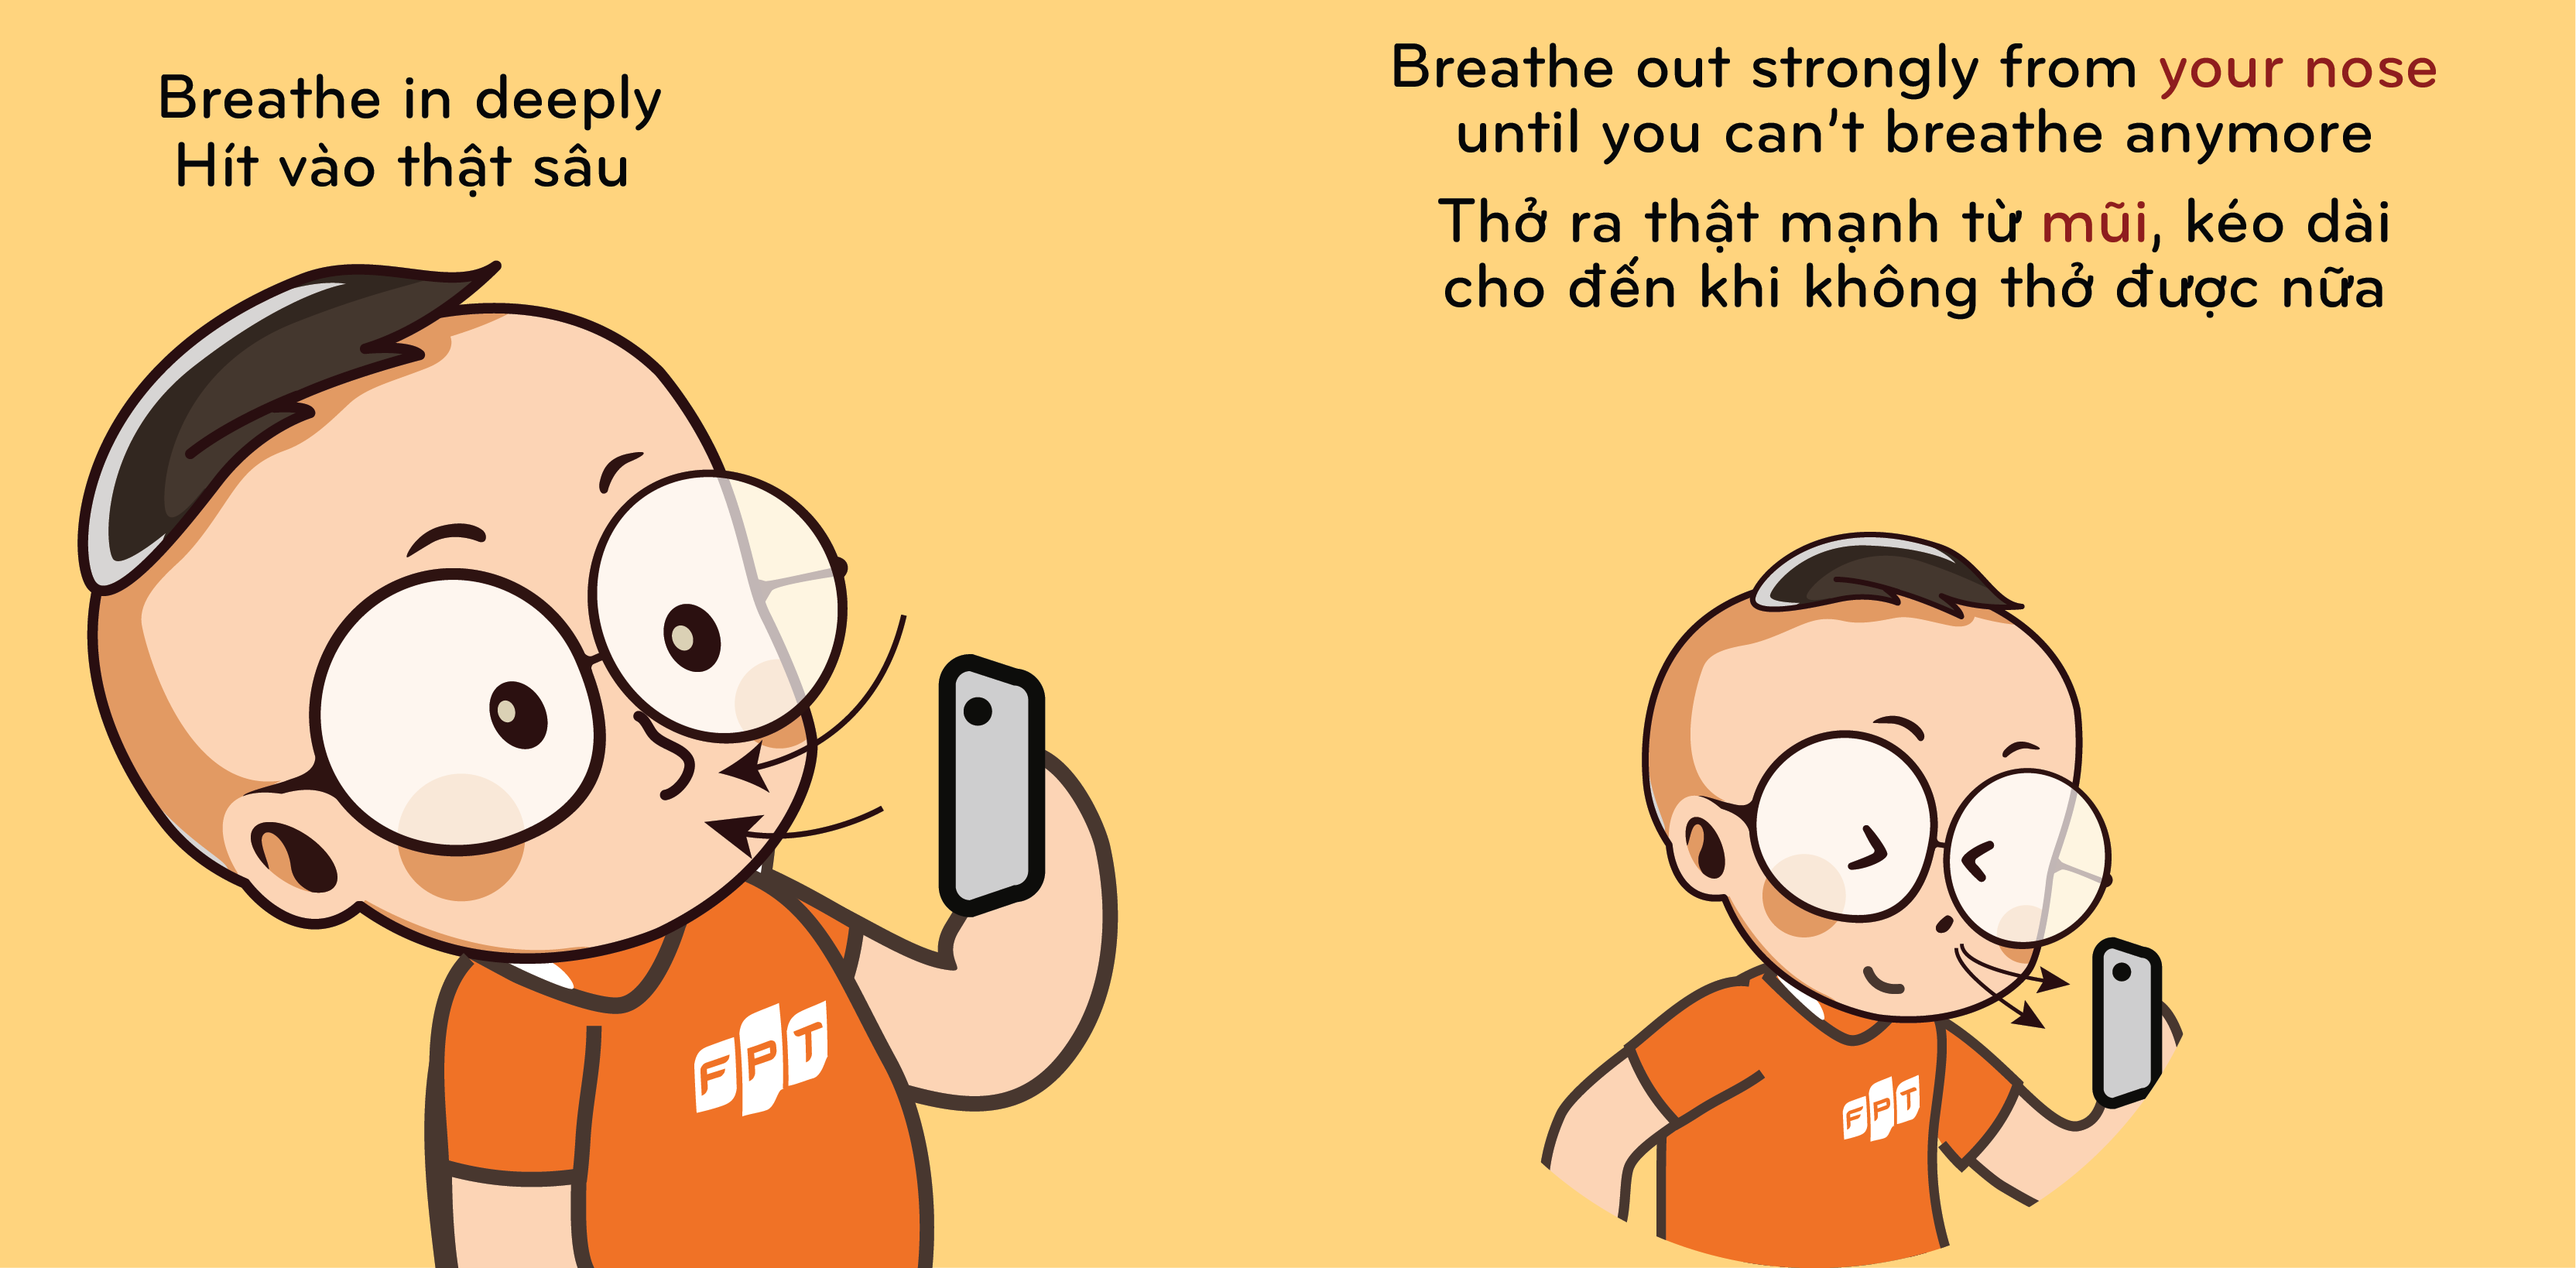 Breathe in deeply
Hít vào thật sâu
Breathe out strongly from your nose
until you can't breathe anymore
Thở ra thật mạnh từ mũi, kéo dài
cho đến khi không thở được nữa
FPT
FPT